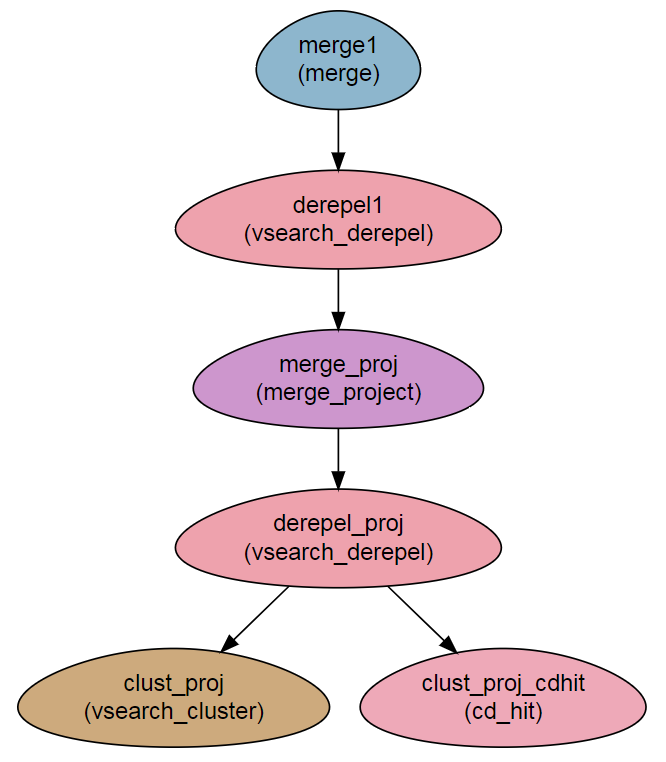 merge1
(merge)
derepel1
(vsearch_derepel)
merge_proj
(merge_project)
derepel_proj
(vsearch_derepel)
clust_proj
(vsearch_cluster)
clust_proj_cdhit
(cd_hit)